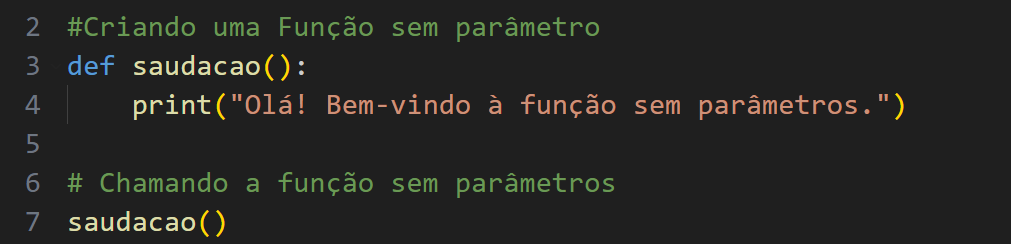 2 #Criando uma Função sem parâmetro
3 def saudacao():
4     print("Olá! Bem-vindo à função sem parâmetros.")
5
6 # Chamando a função sem parâmetros
7 saudacao()